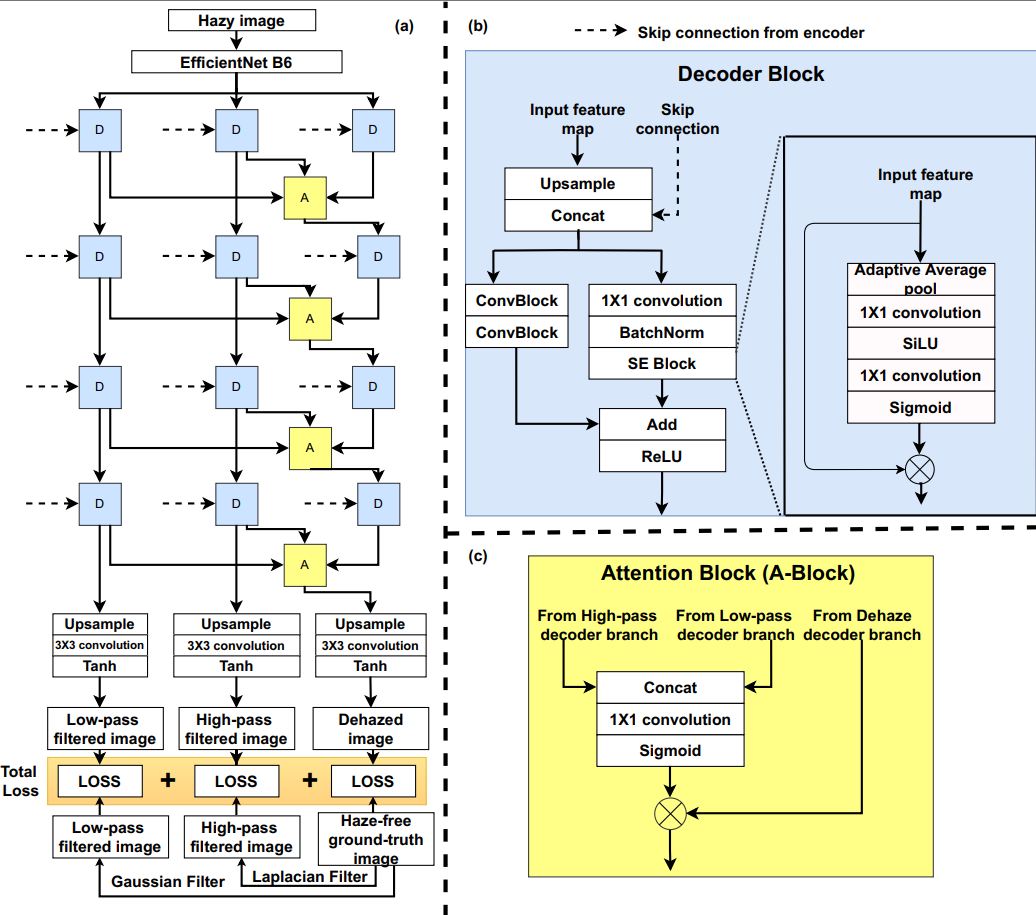 Hazy image
(a)
EfficientNet B6
D
D
D
A
D
D
D
A
D
D
D
A
D
D
D
A
Upsample
3X3 convolution
Tanh
Upsample
3X3 convolution
Tanh
Upsample
3X3 convolution
Tanh
Low-pass
filtered image
High-pass
filtered image
Dehazed
image
Total
Loss
LOSS
+
LOSS
+
LOSS
Low-pass
filtered image
High-pass
filtered image
Haze-free
ground-truth
image
Gaussian Filter
Laplacian Filter
(b)
Skip connection from encoder
Decoder Block
Input feature
map
Skip
connection
Upsample
Concat
ConvBlock
ConvBlock
1X1 convolution
BatchNorm
SE Block
Add
ReLU
Input feature
map
Adaptive Average
pool
1X1 convolution
SiLU
1X1 convolution
Sigmoid
(c)
Attention Block (A-Block)
From High-pass
decoder branch
From Low-pass
decoder branch
From Dehaze
decoder branch
Concat
1X1 convolution
Sigmoid